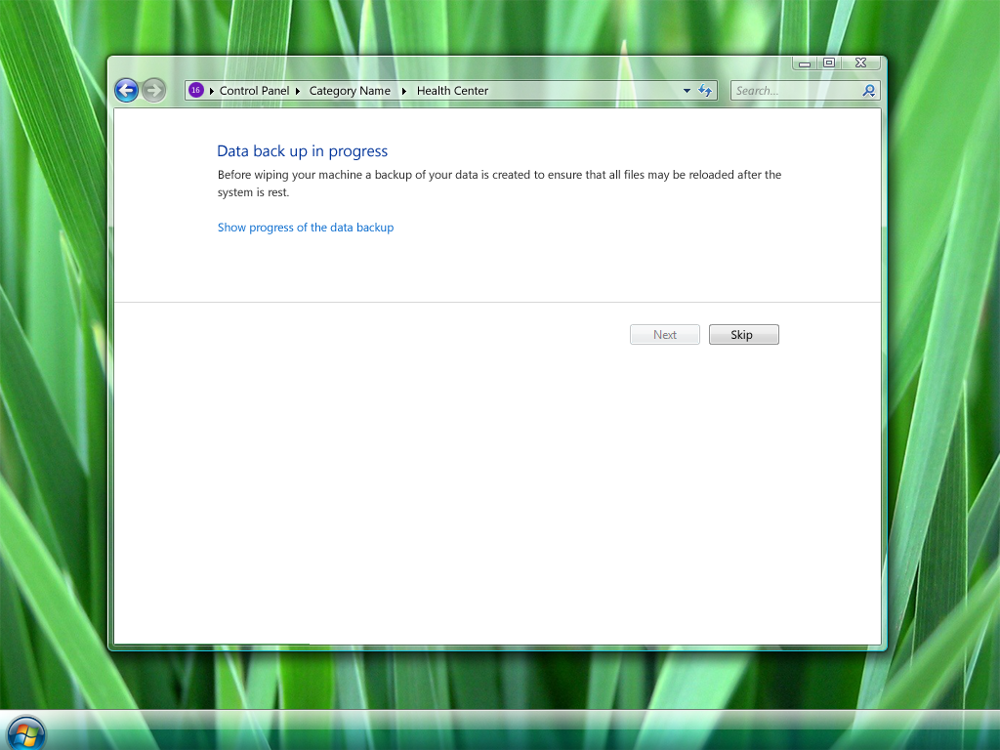 16 Control Panel Category Name Health Center Search...
Data back up in progress
Before wiping your machine a backup of your data is created to ensure that all files may be reloaded after the
system is rest.
Show progress of the data backup
Next Skip